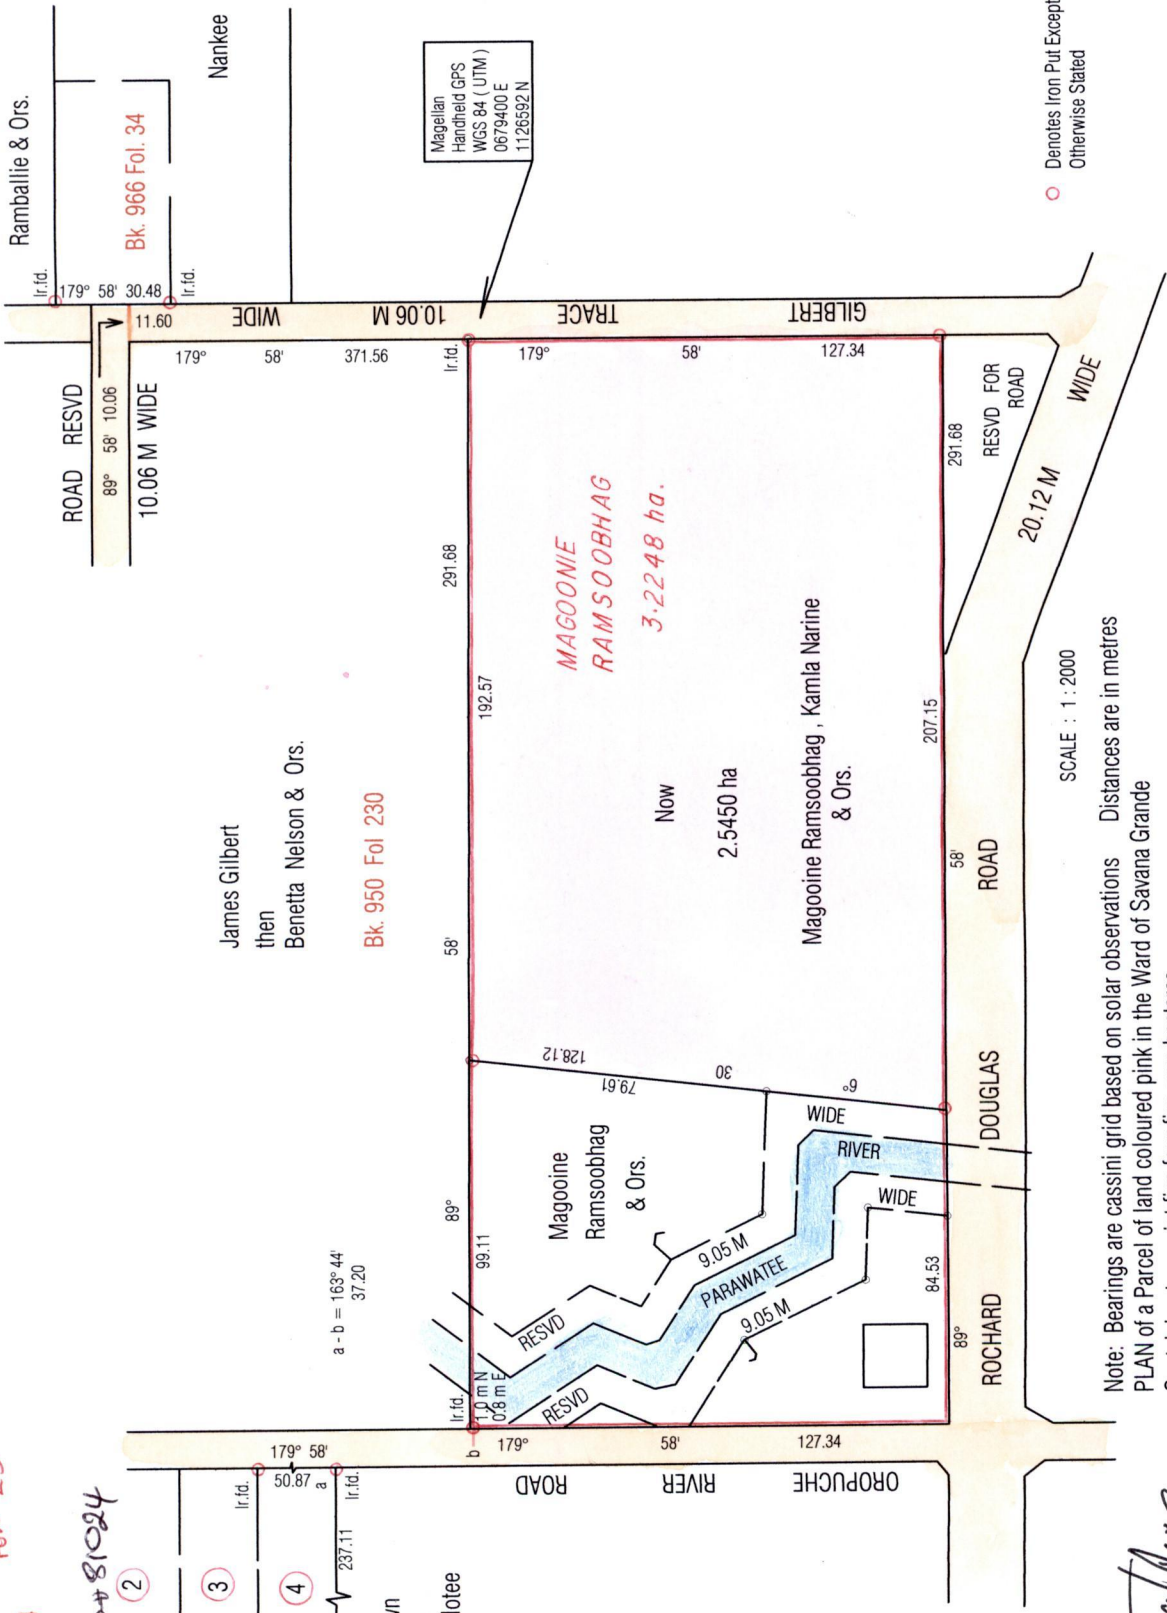 Ramballie & Ors.
Bk. 966 Fol. 34
Nankee
Ir.fd.
179° 58' 30.48
Ir.fd.
ROAD RESVD
89° 58' 10.06
10.06 M WIDE
11.60
179° 58' 371.56
GILBERT TRACE 10.06 M WIDE
Magellan
Handheld GPS
WGS 84 ( UTM )
0679400 E
1126592 N
James Gilbert
then
Benetta Nelson & Ors.
Bk. 950 Fol 230
81024
2
3
4
Ir.fd.
179° 58'
50.87
a
Ir.fd.
237.11
a - b = 163° 44'
37.20
Ir.fd.
b
1.0 m N
0.8 m E
89° 58' 291.68
99.11
192.57
Ir.fd.
179° 58' 127.34
MAGOONIE
RAMSOOBHAG
3.2248 ha.
Now
2.5450 ha
Magooine Ramsoobhag , Kamla Narine
& Ors.
128.12
79.61
6° 30
Magooine
Ramsoobhag
& Ors.
RESVD 9.05 M WIDE
PARAWATEE RIVER
RESVD 9.05 M WIDE
179° 58' 127.34
OROPUCHE RIVER ROAD
89° 58' 291.68
84.53
207.15
RESVD FOR
ROAD
ROCHARD DOUGLAS ROAD 20.12 M WIDE
Denotes Iron Put Except
Otherwise Stated
SCALE : 1 : 2000
Note: Bearings are cassini grid based on solar observations Distances are in metres
PLAN of a Parcel of land coloured pink in the Ward of Savana Grande